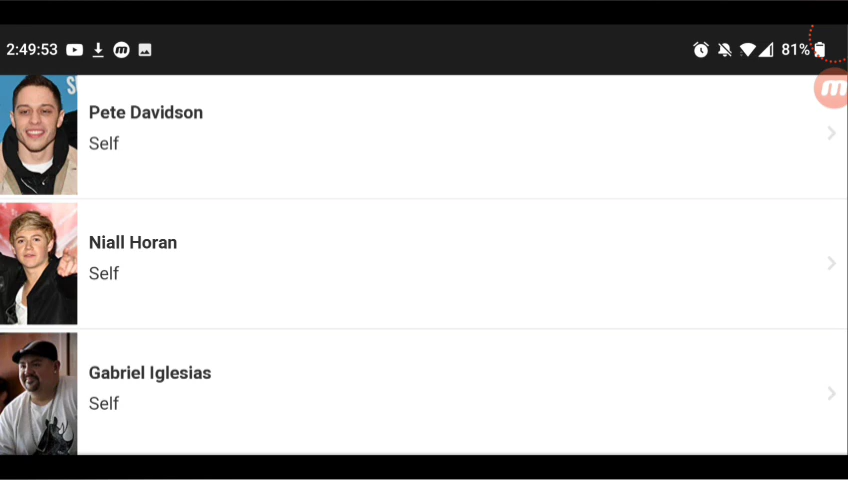 2:49:53
81%
Pete Davidson
Self
Niall Horan
Self
Gabriel Iglesias
Self